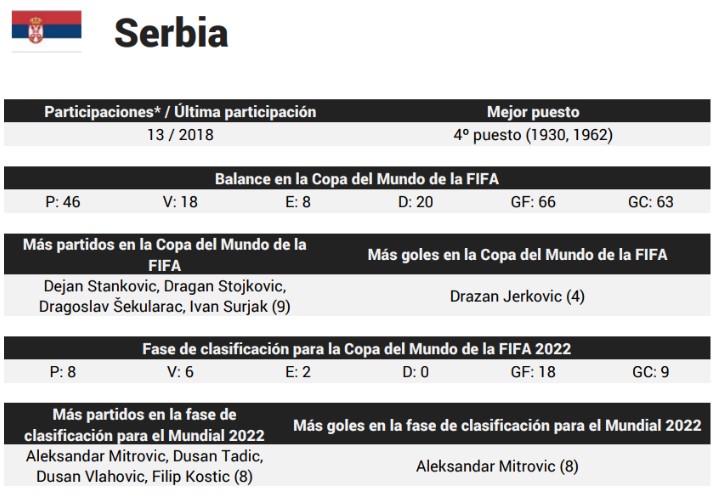 Serbia
Participaciones* / Última participación
Mejor puesto
13 / 2018
4º puesto (1930, 1962)
Balance en la Copa del Mundo de la FIFA
P: 46 V: 18 E: 8 D: 20 GF: 66 GC: 63
Más partidos en la Copa del Mundo de la
FIFA
Más goles en la Copa del Mundo de la FIFA
Dejan Stankovic, Dragan Stojkovic,
Dragoslav Šekularac, Ivan Surjak (9)
Drazan Jerkovic (4)
Fase de clasificación para la Copa del Mundo de la FIFA 2022
P: 8 V: 6 E: 2 D: 0 GF: 18 GC: 9
Más partidos en la fase de
clasificación para el Mundial 2022
Más goles en la fase de clasificación para el Mundial 2022
Aleksandar Mitrovic, Dusan Tadic,
Dusan Vlahovic, Filip Kostic (8)
Aleksandar Mitrovic (8)